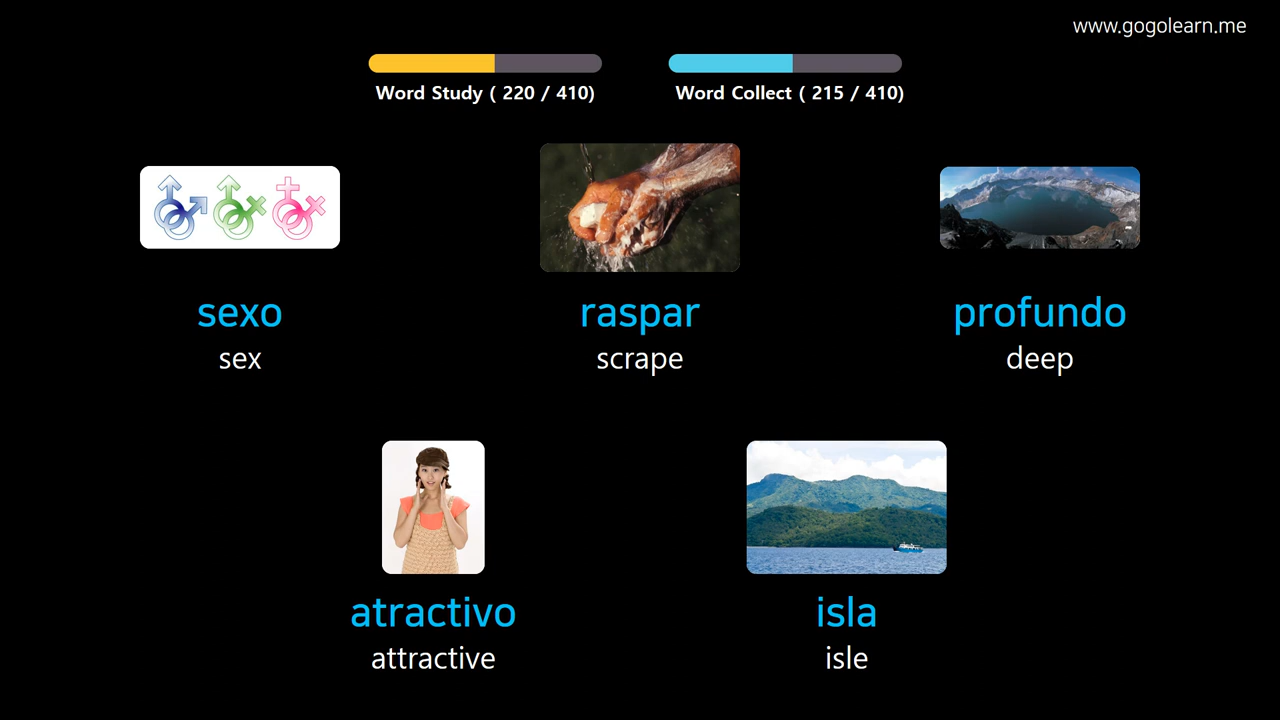 www.gogolearn.me
Word Study ( 220 / 410)
Word Collect ( 215 / 410)
sexo
sex
raspar
scrape
profundo
deep
atractivo
attractive
isla
isle